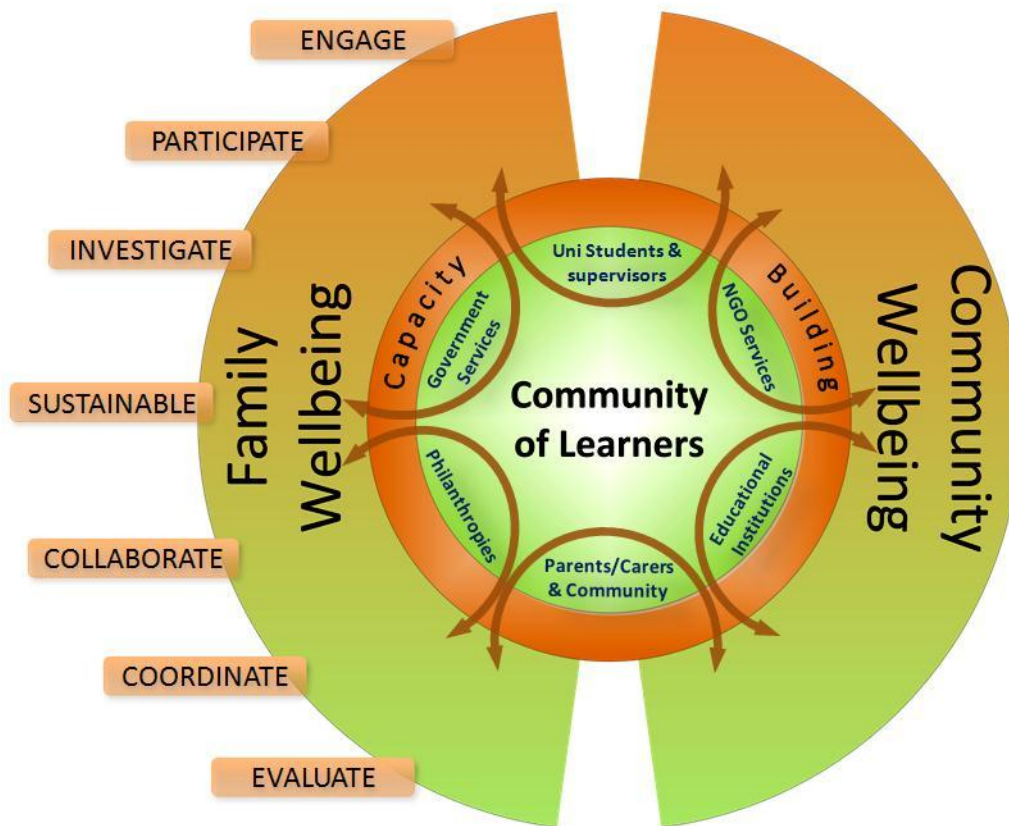 ENGAGE
PARTICIPATE
INVESTIGATE
SUSTAINABLE
COLLABORATE
COORDINATE
EVALUATE
Family
Wellbeing
Capacity
Building
Government
Services
Uni Students &
supervisors
NGO Services
Community
of Learners
Philanthropies
Parents/Carers
& Community
Educational
Institutions
Community
Wellbeing